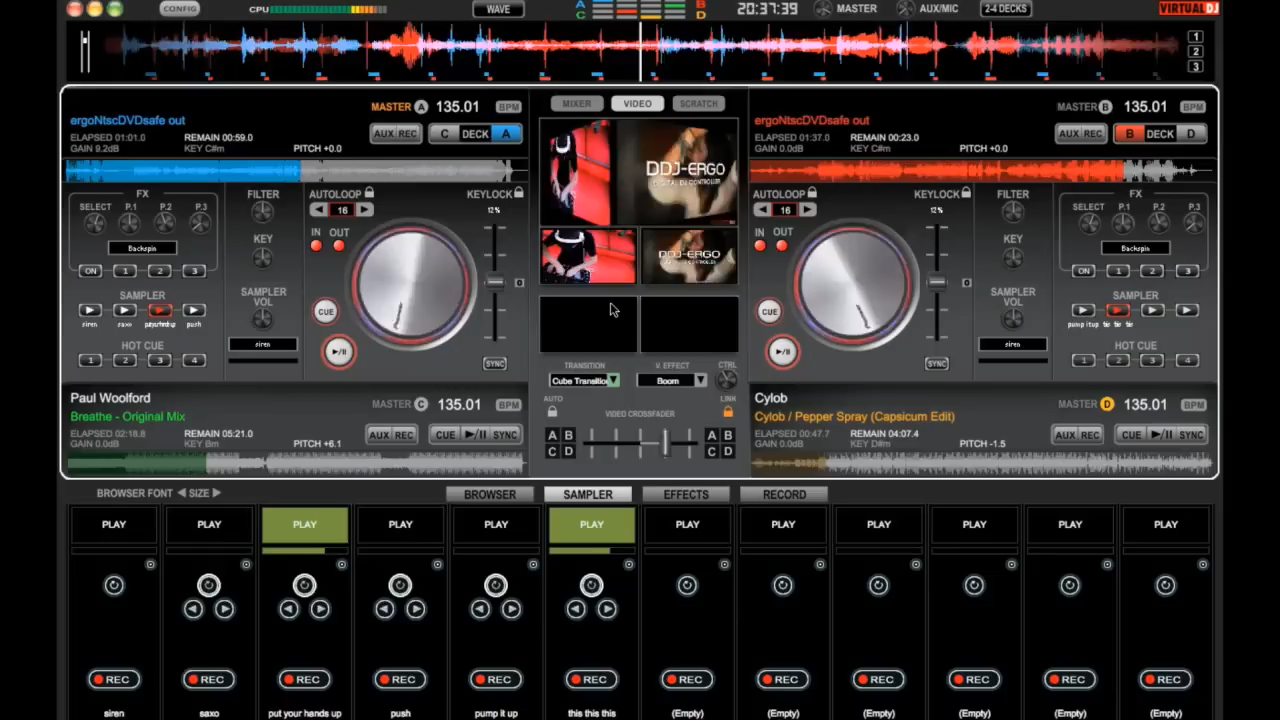 CONFIG CPU WAVE A B C D 20:37:39 MASTER AUX/MIC 2-4 DECKS VIRTUALDJ
1
2
3
MASTER A 135.01 BPM
ergoNtscDVDsafe out
ELAPSED 01:01.0 REMAIN 00:59.0
GAIN 9.2dB KEY C#m PITCH +0.0
AUX REC C DECK A
FX
SELECT P.1 P.2 P.3
Backspin
ON 1 2 3
SAMPLER
siren saxo put your hands up push
HOT CUE
1 2 3 4
FILTER
KEY
SAMPLER VOL
siren
AUTOLOOP
16
IN OUT
KEYLOCK
12%
CUE
SYNC
MIXER VIDEO SCRATCH
DDJ-ERGO
DIGITAL DJ CONTROLLER
DDJ-ERGO
TRANSITION V. EFFECT CTRL
Cube Transitio Boom
AUTO LINK
VIDEO CROSSFADER
A B A B
C D C D
MASTER B 135.01 BPM
ergoNtscDVDsafe out
ELAPSED 01:37.0 REMAIN 00:23.0
GAIN 0.0dB KEY C#m PITCH +0.0
AUX REC B DECK D
AUTOLOOP
16
IN OUT
KEYLOCK
12%
CUE
SYNC
FILTER
KEY
SAMPLER VOL
siren
FX
SELECT P.1 P.2 P.3
Backspin
ON 1 2 3
SAMPLER
pump it up
HOT CUE
1 2 3 4
Paul Woolford MASTER C 135.01 BPM
Breathe - Original Mix
ELAPSED 02:18.8 REMAIN 05:21.0
GAIN 0.0dB KEY Bm PITCH +6.1
AUX REC CUE SYNC
Cylob MASTER D 135.01 BPM
Cylob / Pepper Spray (Capsicum Edit)
ELAPSED 00:47.7 REMAIN 04:07.4
GAIN 0.0dB KEY D#m PITCH -1.5
AUX REC CUE SYNC
BROWSER FONT SIZE BROWSER SAMPLER EFFECTS RECORD
PLAY PLAY PLAY PLAY PLAY PLAY PLAY PLAY PLAY PLAY PLAY PLAY
REC REC REC REC REC REC REC REC REC REC REC REC
siren saxo put your hands up push pump it up this this this (Empty) (Empty) (Empty) (Empty) (Empty) (Empty)